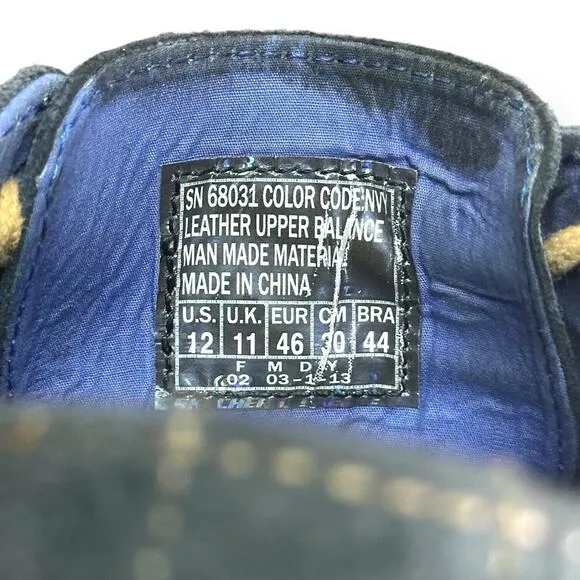 SN 68031 COLOR CODE:NVY
LEATHER UPPER BALANCE
MAN MADE MATERIAL
MADE IN CHINA
U.S. U.K. EUR CM BRA
12 11 46 30 44
F M D Y
02 03-1 -13